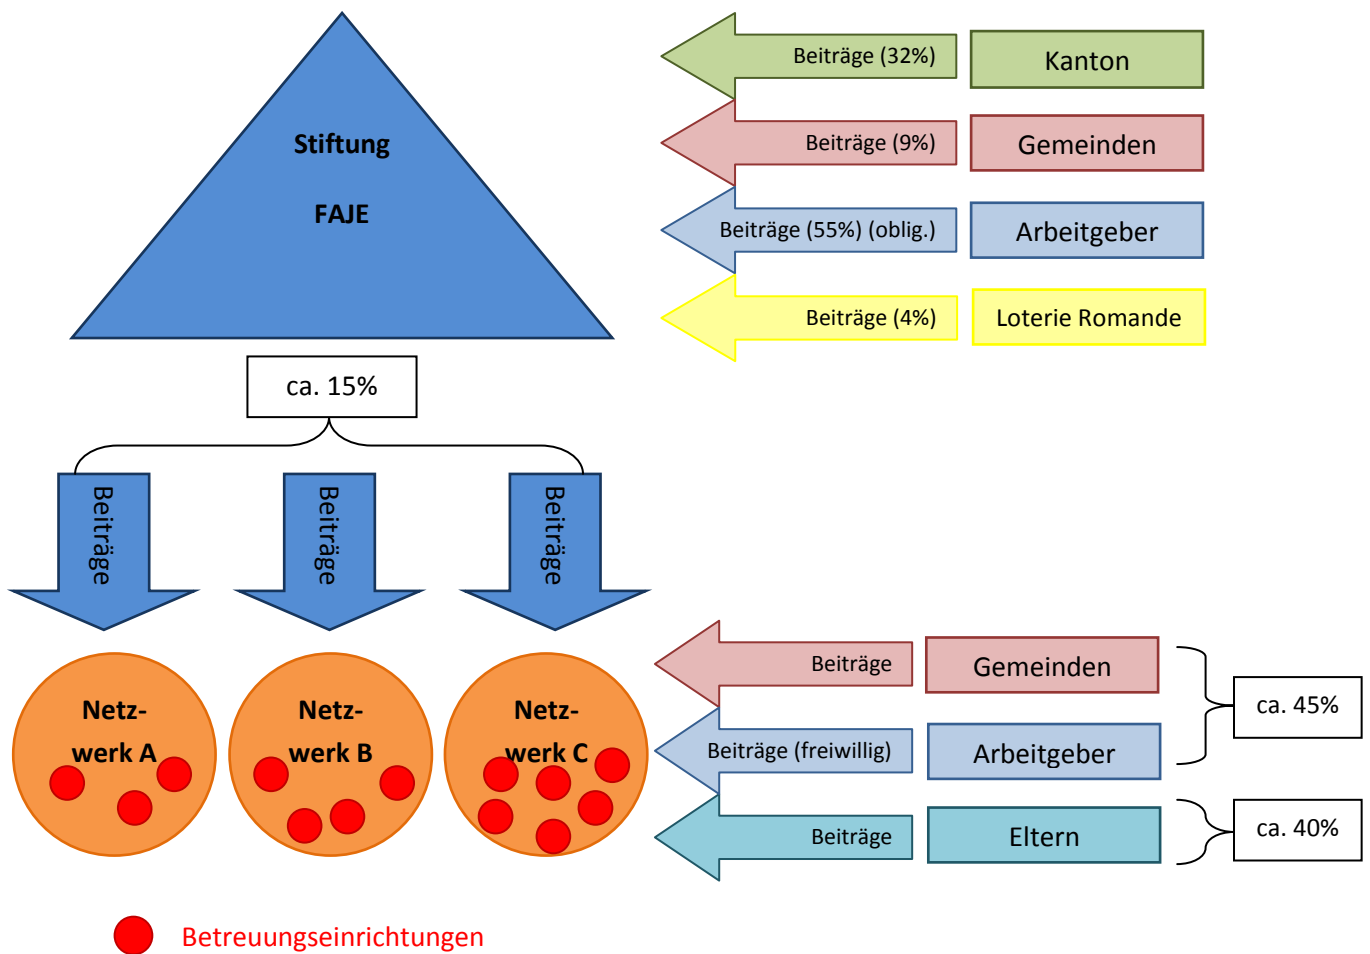 Stiftung
FAJE
Beiträge (32%)
Kanton
Beiträge (9%)
Gemeinden
Beiträge (55%) (oblig.)
Arbeitgeber
Beiträge (4%)
Loterie Romande
ca. 15%
Beiträge
Beiträge
Beiträge
Netz-
werk A
Netz-
werk B
Netz-
werk C
Beiträge
Gemeinden
Beiträge (freiwillig)
Arbeitgeber
ca. 45%
Beiträge
Eltern
ca. 40%
Betreuungseinrichtungen